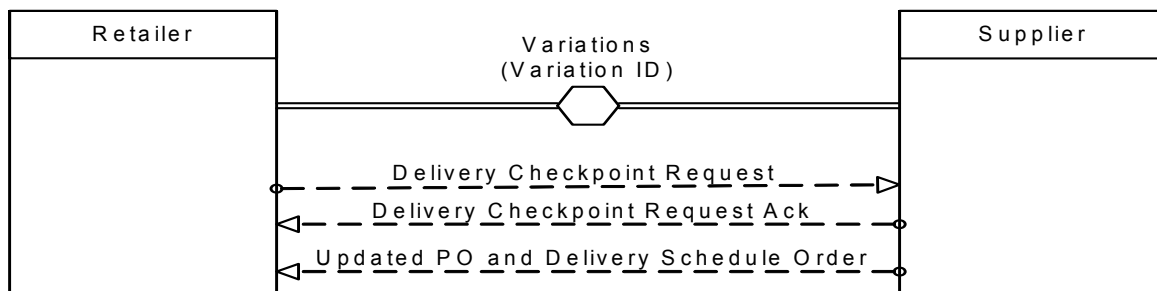 Retailer
Variations
(Variation ID)
Supplier
Delivery Checkpoint Request
Delivery Checkpoint Request Ack
Updated PO and Delivery Schedule Order